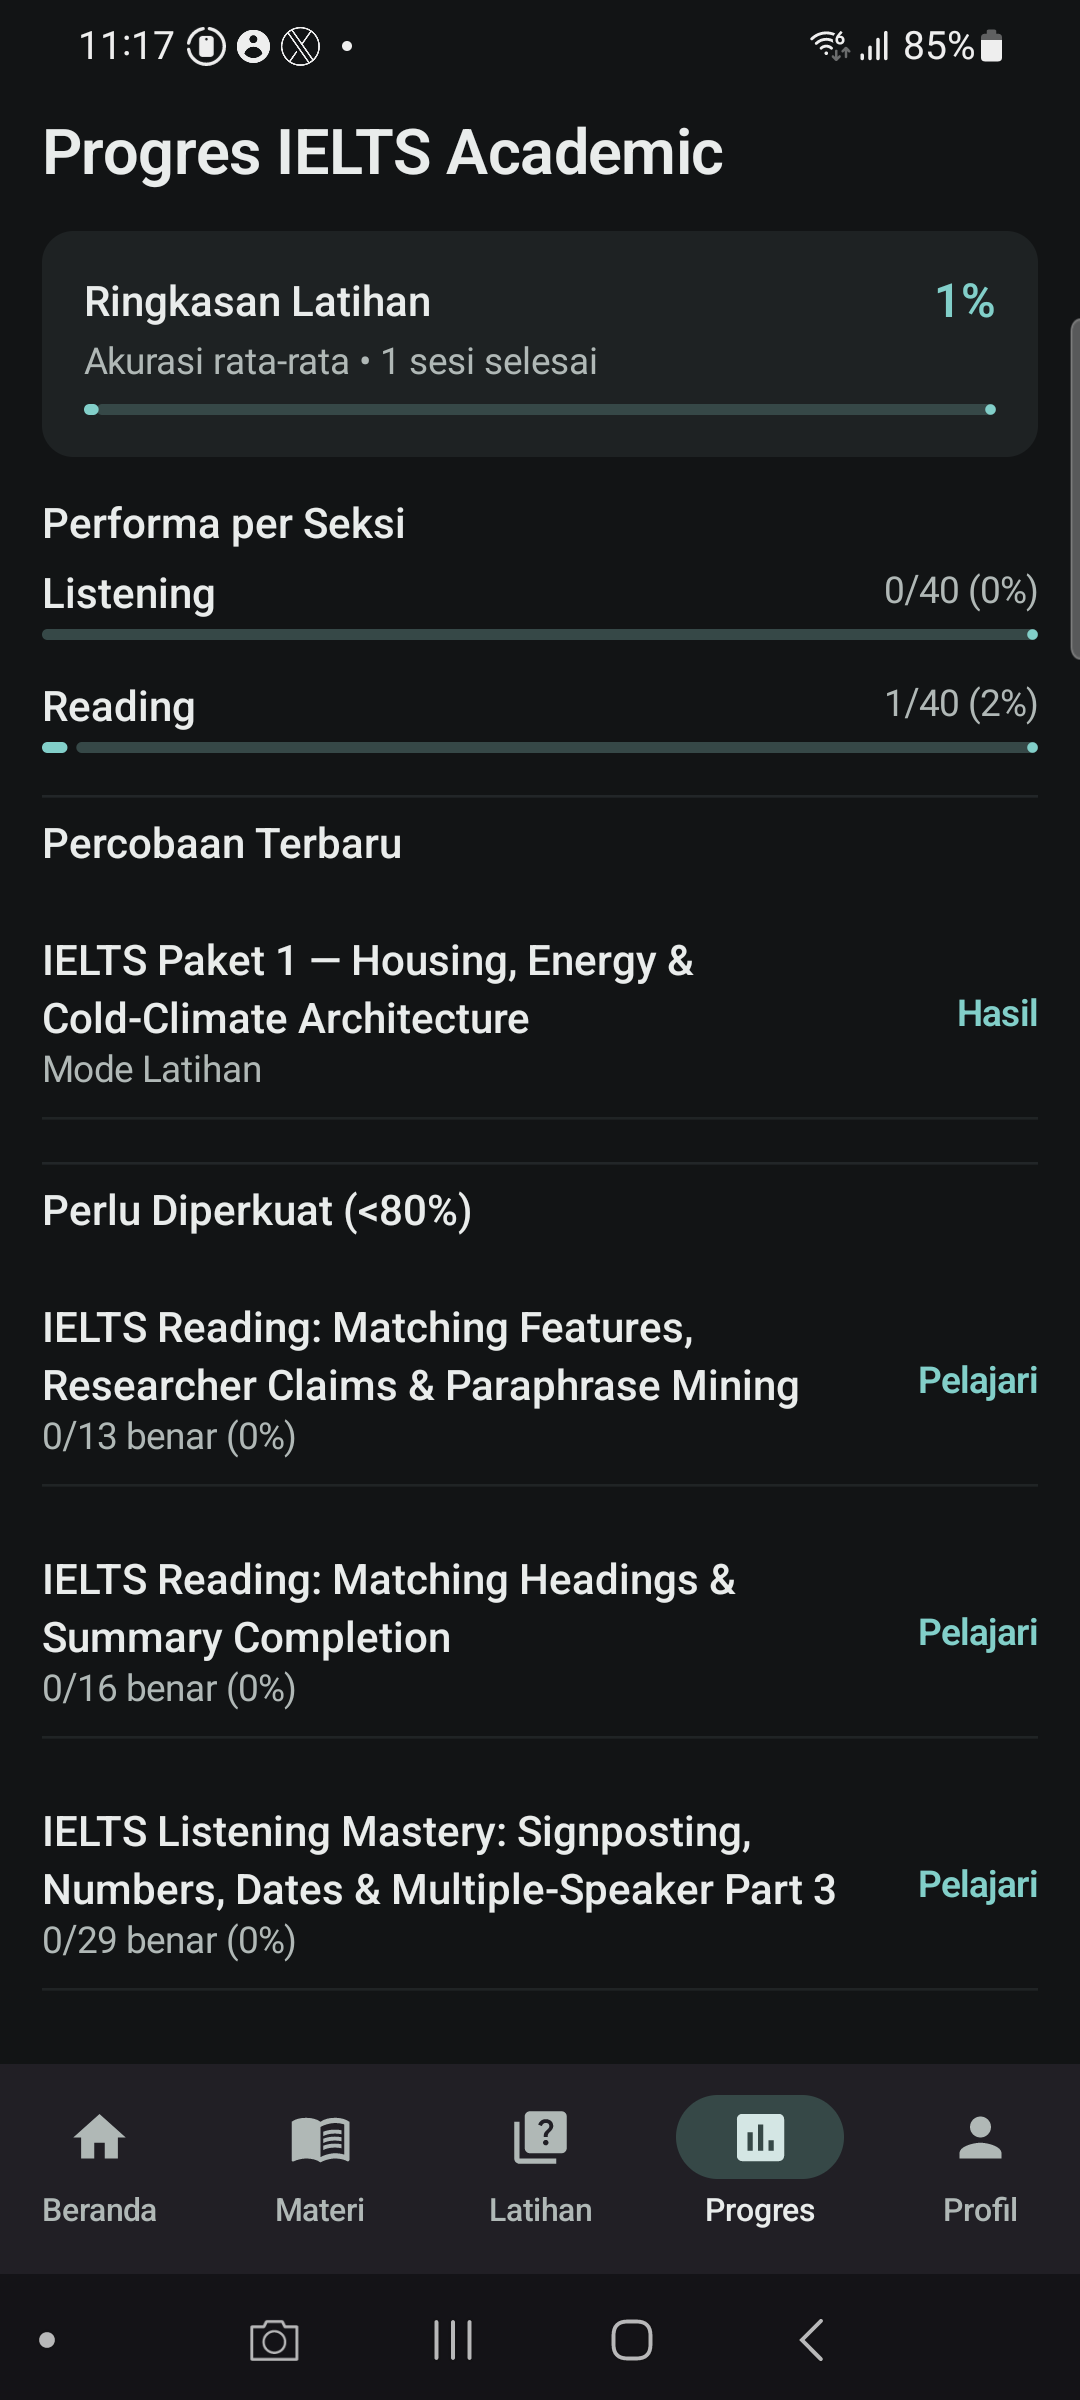 11:17
85%
Progres IELTS Academic
Ringkasan Latihan
1%
Akurasi rata-rata • 1 sesi selesai
Performa per Seksi
Listening
0/40 (0%)
Reading
1/40 (2%)
Percobaan Terbaru
IELTS Paket 1 — Housing, Energy &
Cold-Climate Architecture
Hasil
Mode Latihan
Perlu Diperkuat (<80%)
IELTS Reading: Matching Features,
Researcher Claims & Paraphrase Mining
Pelajari
0/13 benar (0%)
IELTS Reading: Matching Headings &
Summary Completion
Pelajari
0/16 benar (0%)
IELTS Listening Mastery: Signposting,
Numbers, Dates & Multiple-Speaker Part 3
Pelajari
0/29 benar (0%)
Beranda
Materi
Latihan
Progres
Profil